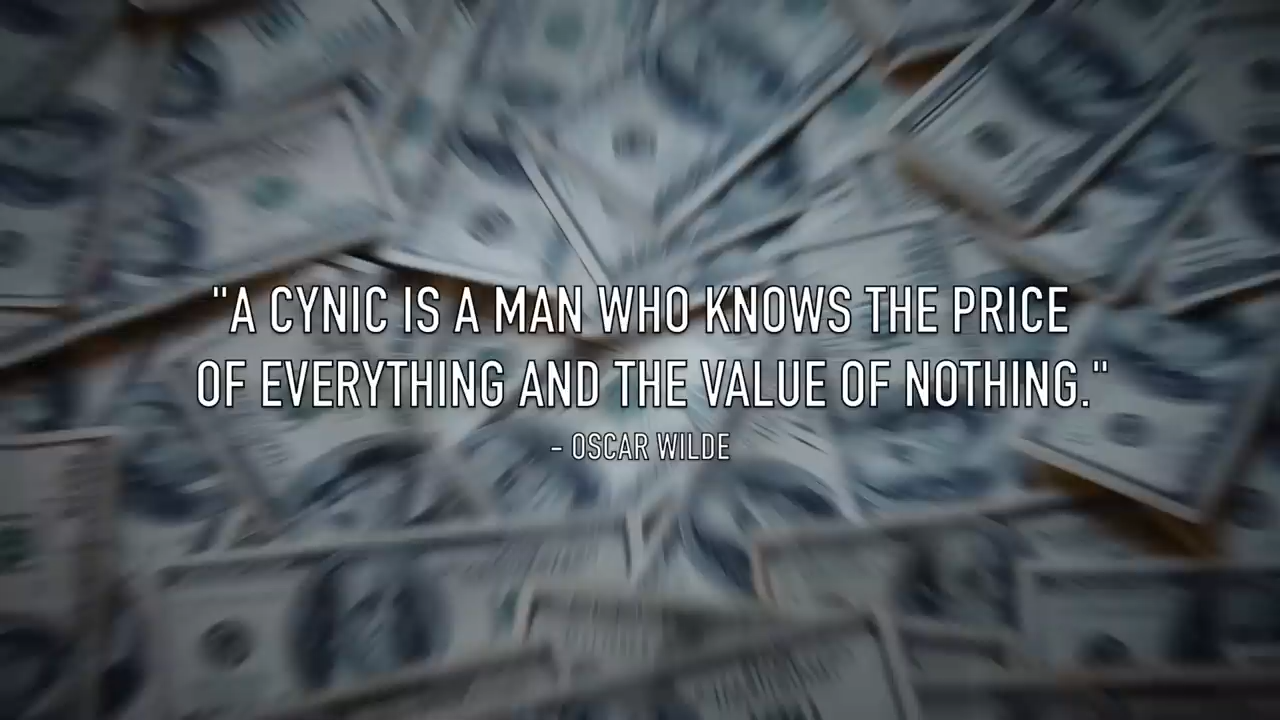 "A CYNIC IS A MAN WHO KNOWS THE PRICE
OF EVERYTHING AND THE VALUE OF NOTHING."
- OSCAR WILDE